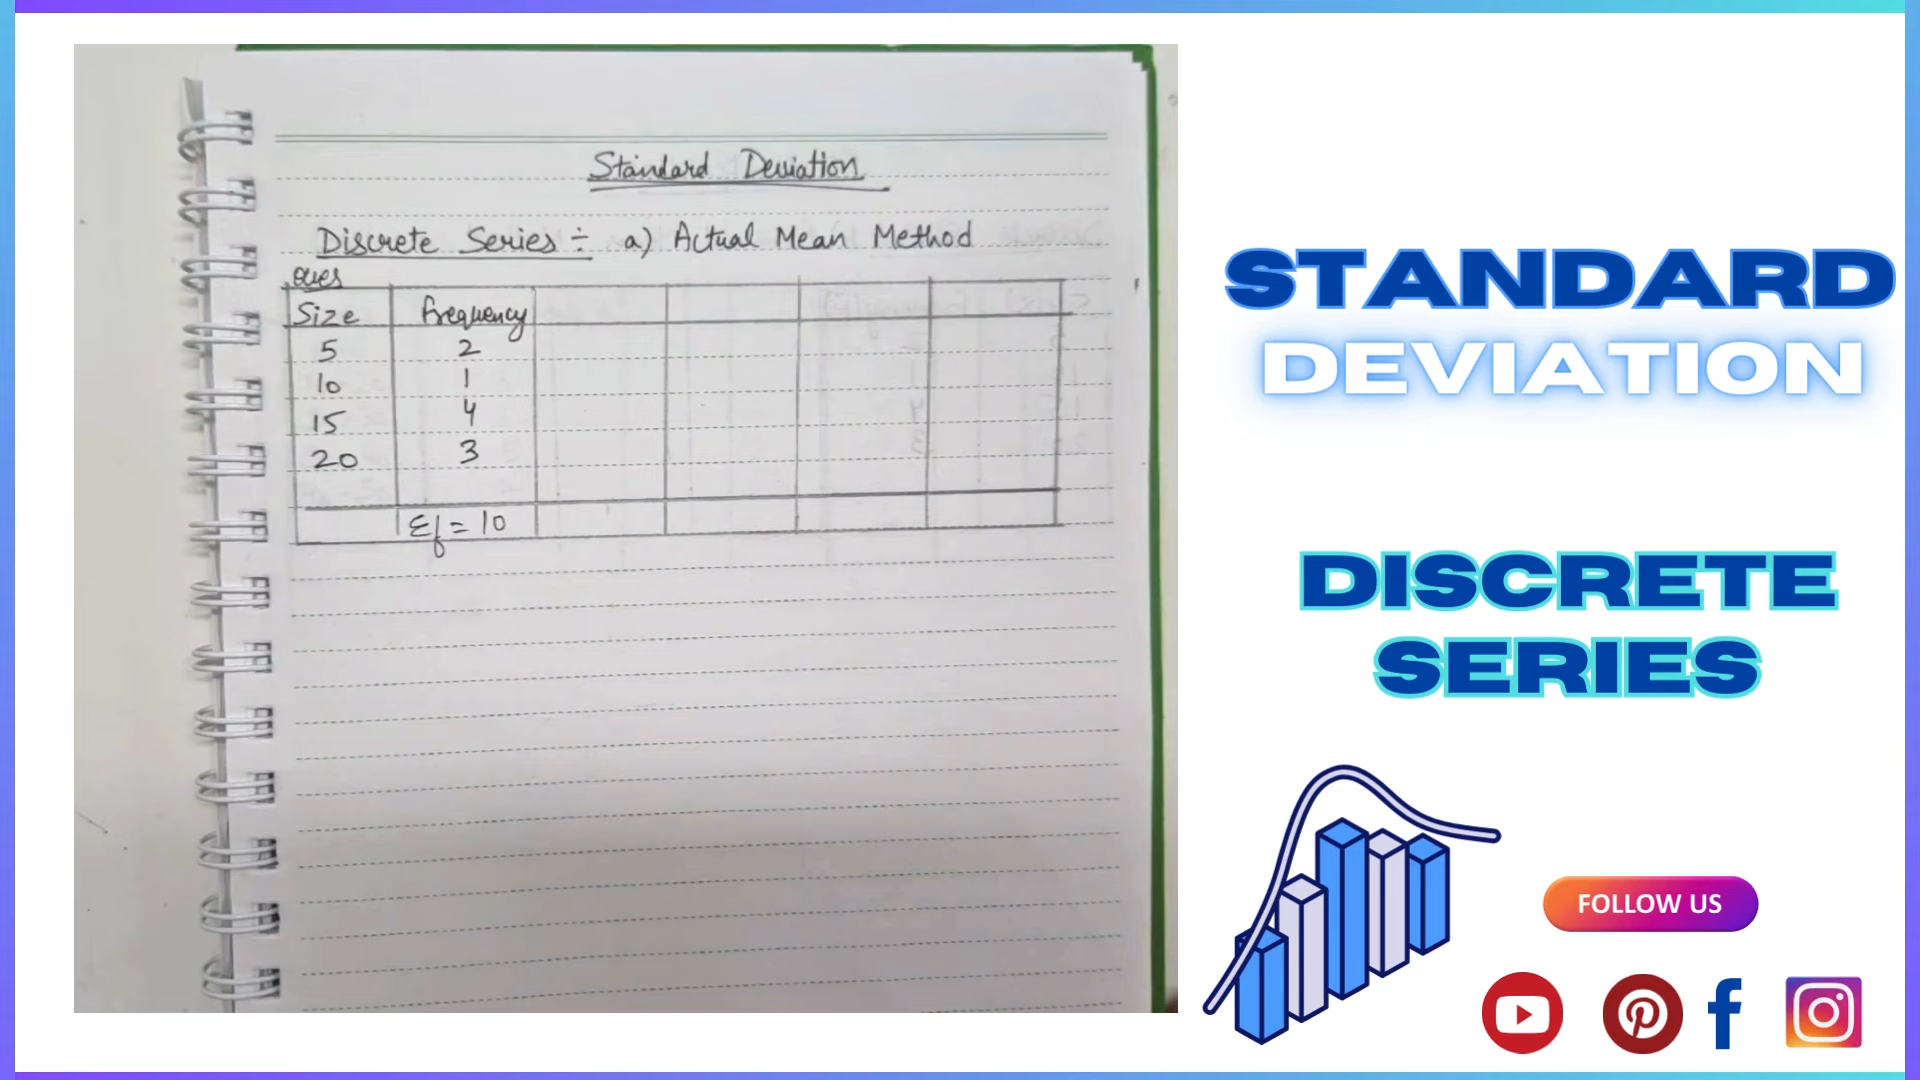 Standard Deviation
Discrete Series ÷ a) Actual Mean Method
Ques
Size Frequency
5 2
10 1
15 4
20 3
Σf = 10
STANDARD
DEVIATION
DISCRETE
SERIES
FOLLOW US